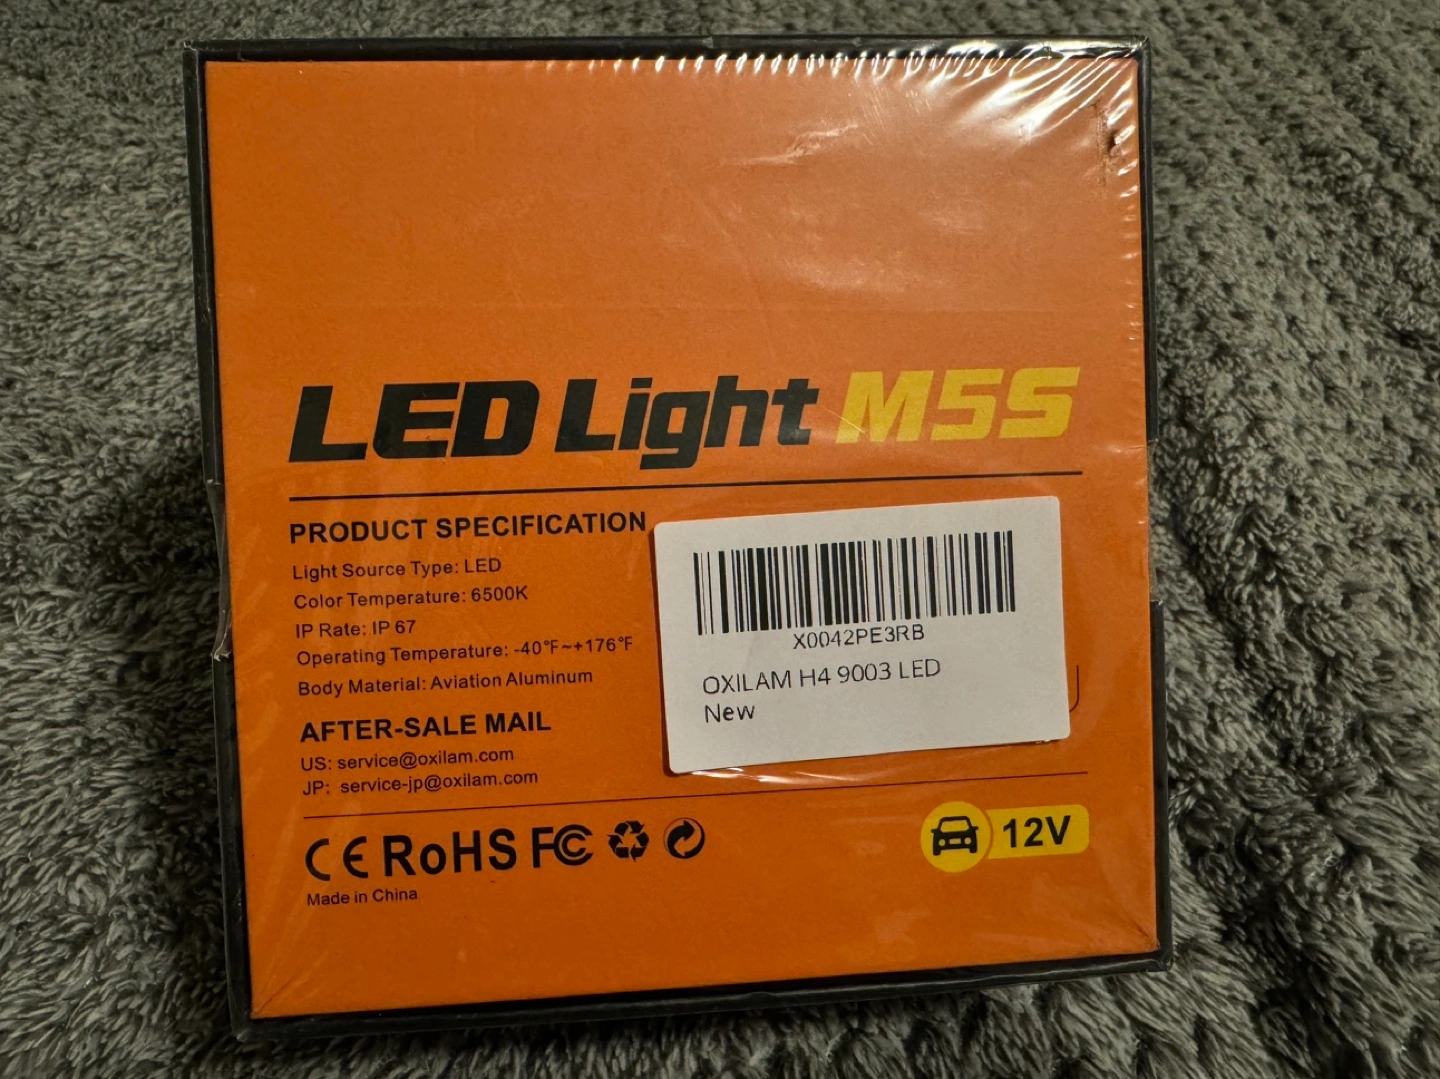 LED Light M5S
PRODUCT SPECIFICATION
Light Source Type: LED
Color Temperature: 6500K
IP Rate: IP 67
Operating Temperature: -40°F~+176°F
Body Material: Aviation Aluminum
AFTER-SALE MAIL
US: service@oxilam.com
JP: service-jp@oxilam.com
X0042PE3RB
OXILAM H4 9003 LED
New
CE RoHS FC
Made in China
12V